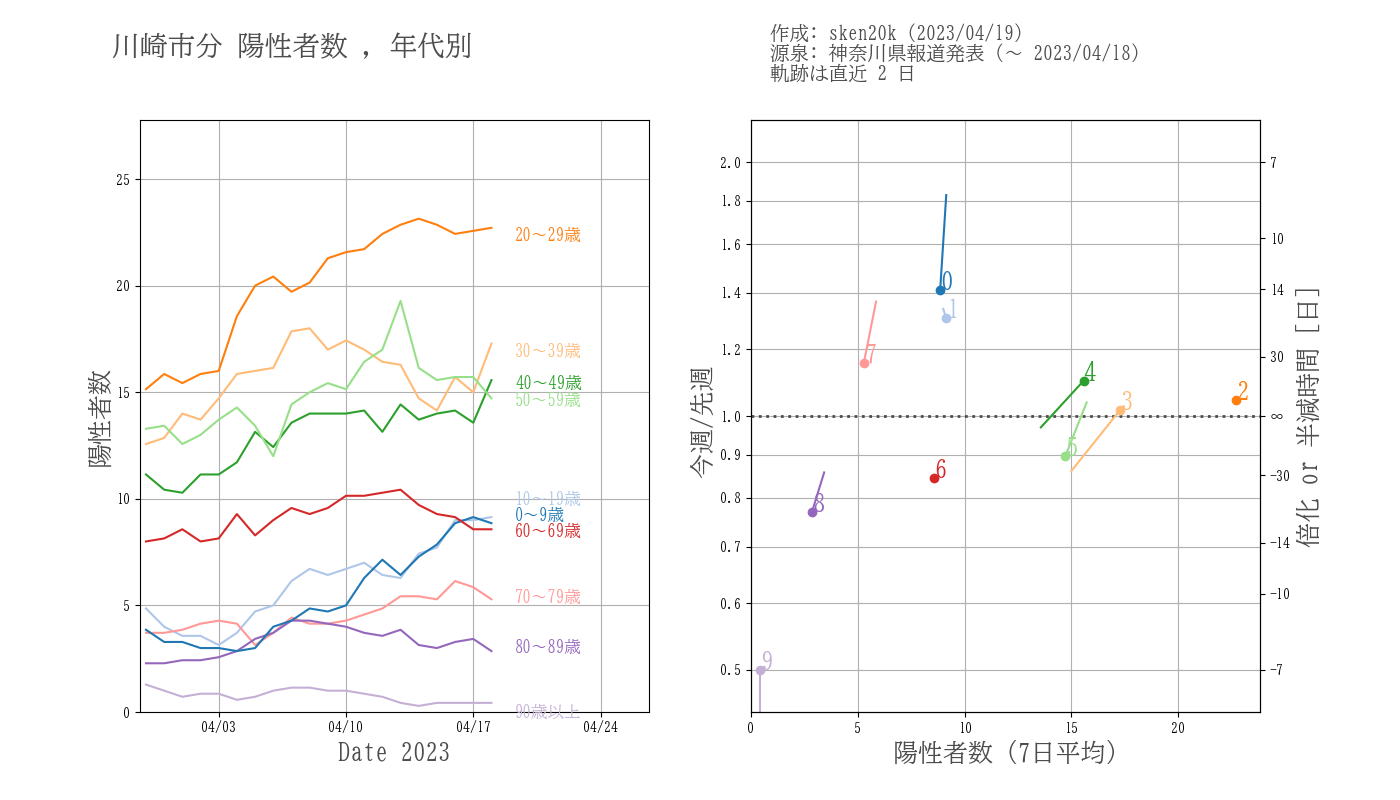 川崎市分 陽性者数 , 年代別
作成: sken20k (2023/04/19)
源泉: 神奈川県報道発表 (～ 2023/04/18)
軌跡は直近 2 日
陽性者数
25
20
15
10
5
0
20～29歳
30～39歳
40～49歳
50～59歳
10～19歳
0～9歳
60～69歳
70～79歳
80～89歳
90歳以上
04/03
04/10
04/17
04/24
Date 2023
今週/先週
2.0
1.8
1.6
1.4
1.2
1.0
0.9
0.8
0.7
0.6
0.5
0
1
7
4
2
3
5
6
8
9
7
10
14
30
∞
-30
-14
-10
-7
倍化 or 半減時間 [日]
0
5
10
15
20
陽性者数 (7日平均)